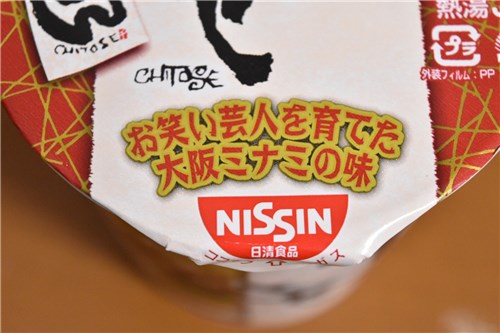 CHITOSE
CHITOSE
熱湯
プラ
外装フィルム：PP
お笑い芸人を育てた
大阪ミナミの味
NISSIN
日清食品